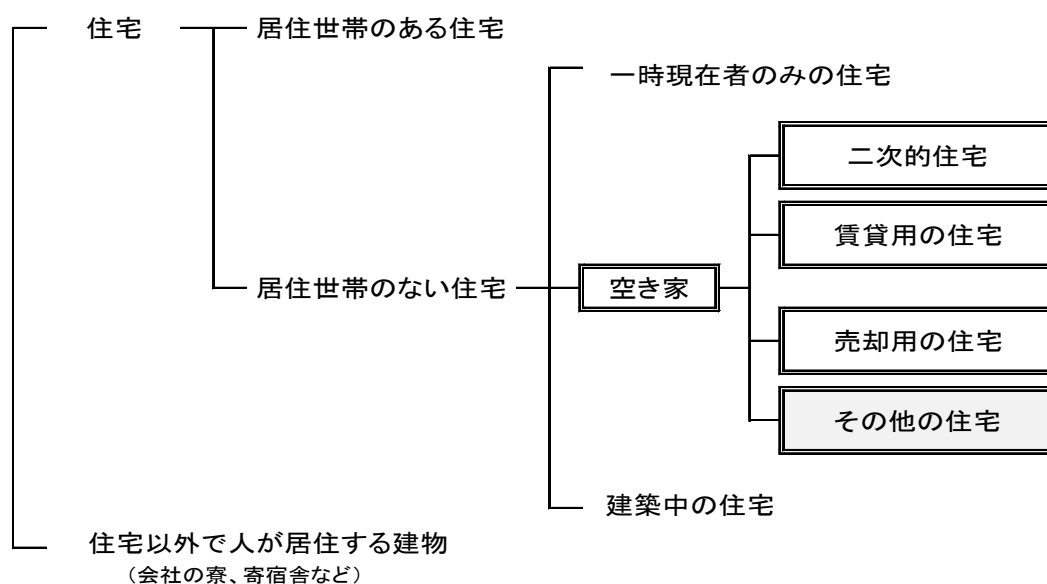 住宅
居住世帯のある住宅
一時現在者のみの住宅
二次的住宅
賃貸用の住宅
居住世帯のない住宅
空き家
売却用の住宅
その他の住宅
建築中の住宅
住宅以外で人が居住する建物
（会社の寮、寄宿舎など）